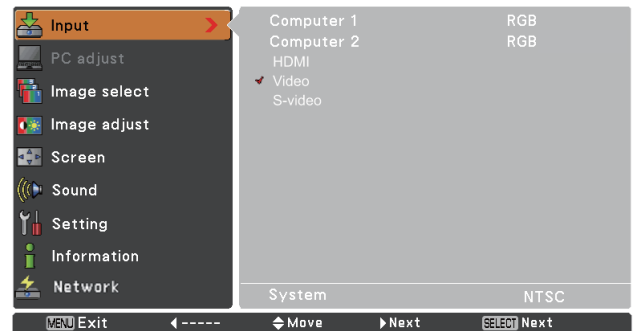 Input
PC adjust
Image select
Image adjust
Screen
Sound
Setting
Information
Network
Computer 1 RGB
Computer 2 RGB
HDMI
Video
S-video
System NTSC
MENU Exit ----- Move Next SELECT Next